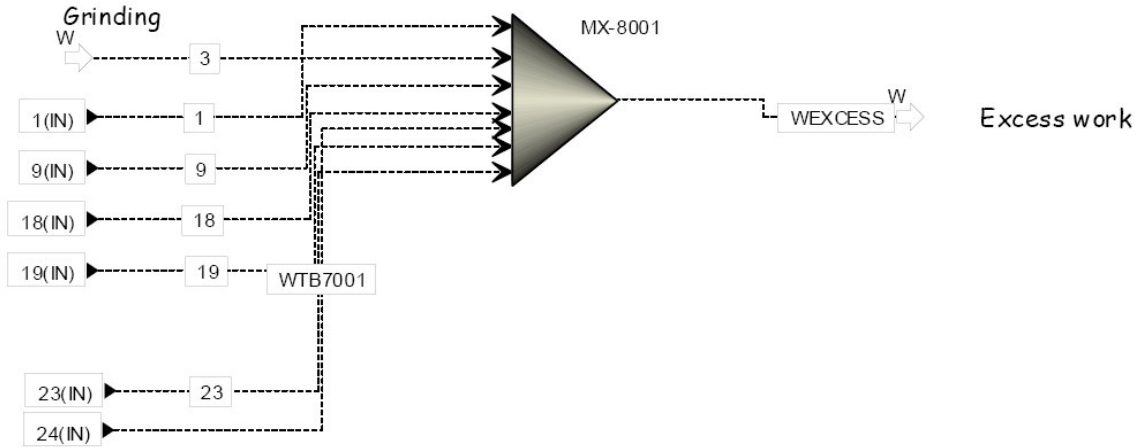 Grinding
MX-8001
W
3
1(IN)
1
W
WEXCESS
Excess work
9(IN)
9
18(IN)
18
19(IN)
19
WTB7001
23(IN)
23
24(IN)